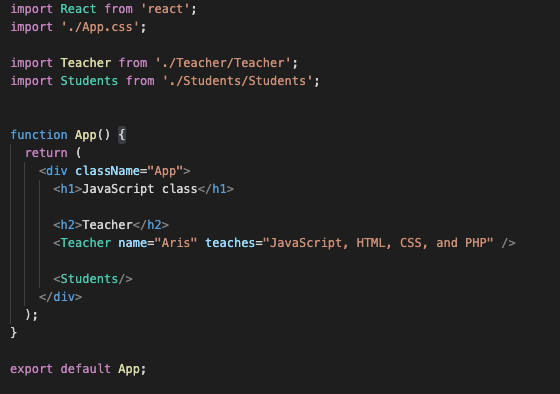 import React from 'react';
import './App.css';
import Teacher from './Teacher/Teacher';
import Students from './Students/Students';
function App() {
return (
<div className="App">
<h1>JavaScript class</h1>
<h2>Teacher</h2>
<Teacher name="Aris" teaches="JavaScript, HTML, CSS, and PHP" />
<Students/>
</div>
);
}
export default App;